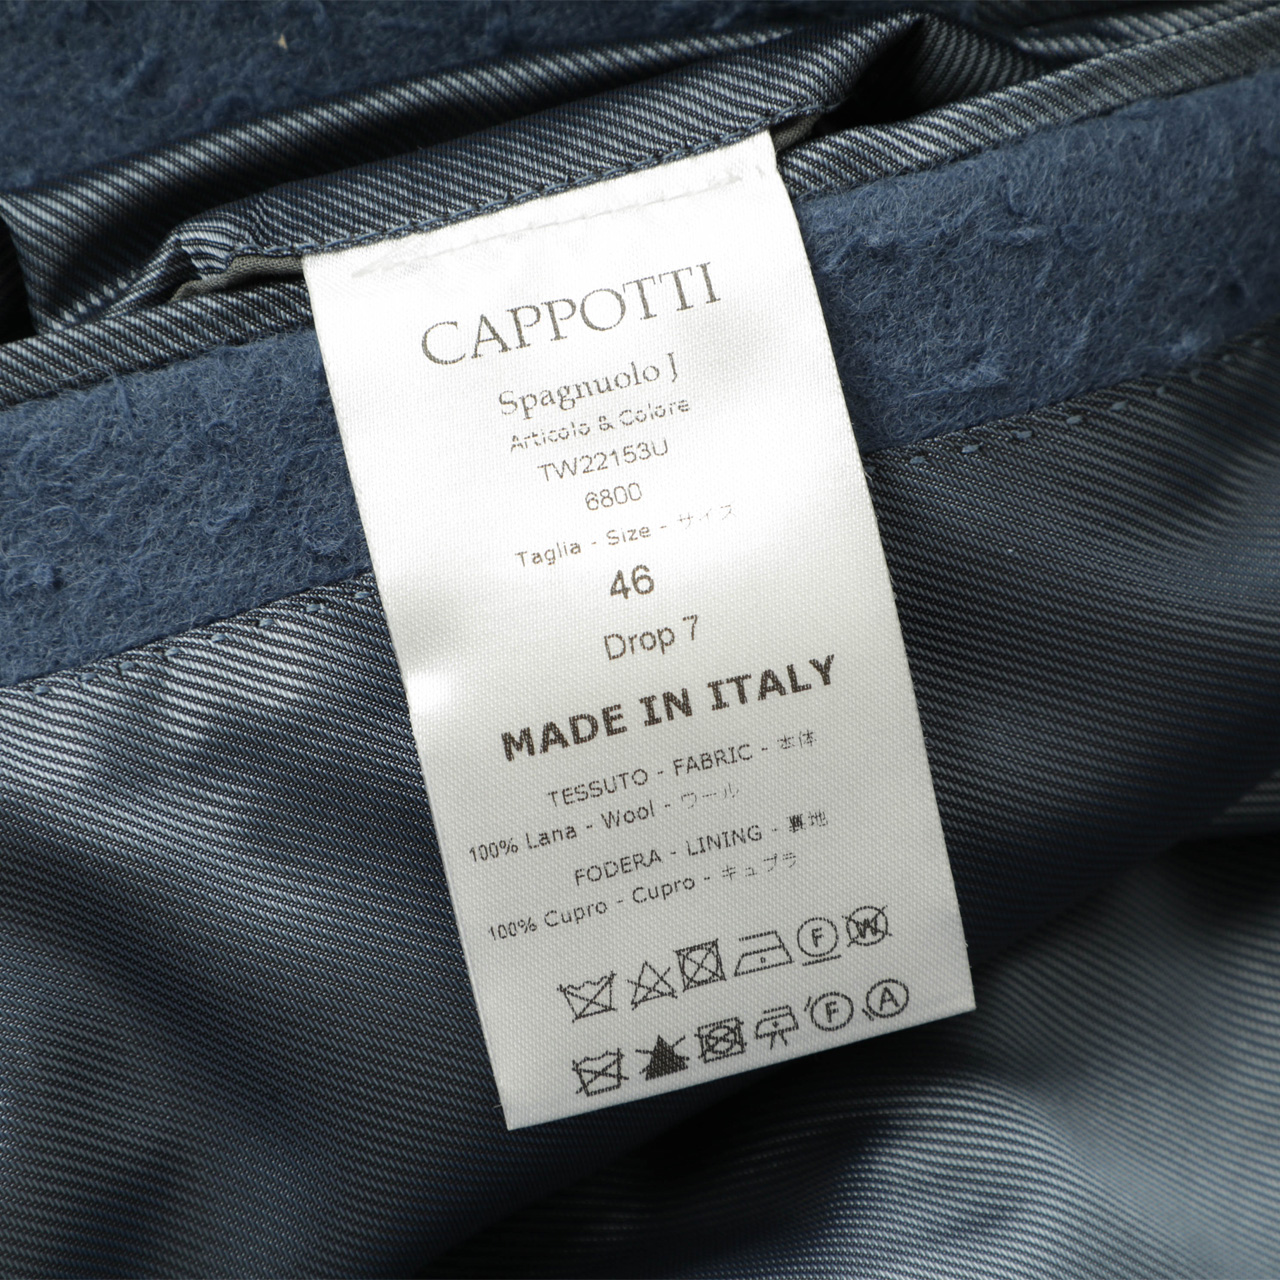 CAPPOTTI
Spagnuolo J
Articolo & Colore
TW22153U
6800
Taglia - Size - サイズ
46
Drop 7
MADE IN ITALY
TESSUTO - FABRIC - 本体
100% Lana - Wool - ウール
FODERA - LINING - 裏地
100% Cupro - Cupro - キュプラ
F W
F A